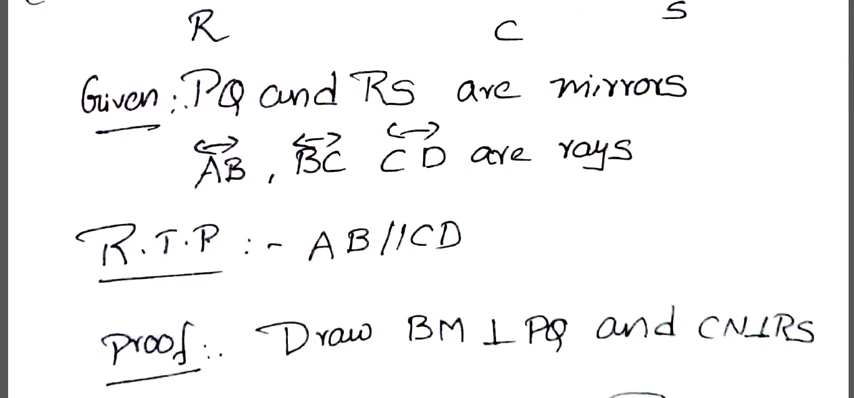 R C S
Given :. PQ and RS are mirrors
AB, BC CD are rays
R.T.P :- AB//CD
Proof:. Draw BM ⊥ PQ and CN⊥RS